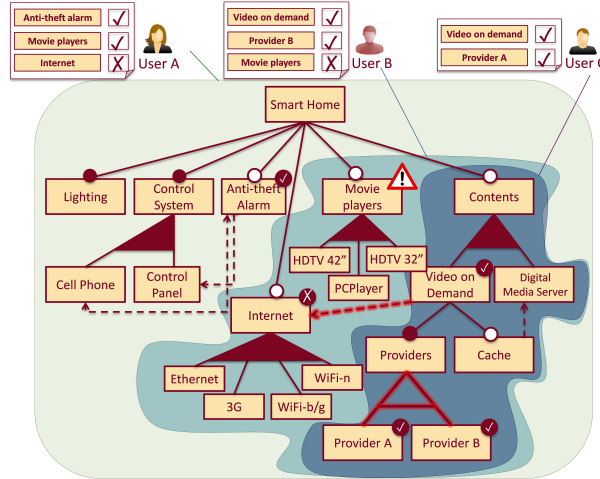 Anti-theft alarm
Movie players
Internet
User A
Video on demand
Provider B
Movie players
User B
Video on demand
Provider A
User
Smart Home
Lighting
Control
System
Anti-theft
Alarm
Movie
players
Contents
HDTV 42”
HDTV 32”
PCPlayer
Cell Phone
Control
Panel
Video on
Demand
Digital
Media Server
Internet
Providers
Cache
Ethernet
WiFi-n
3G
WiFi-b/g
Provider A
Provider B